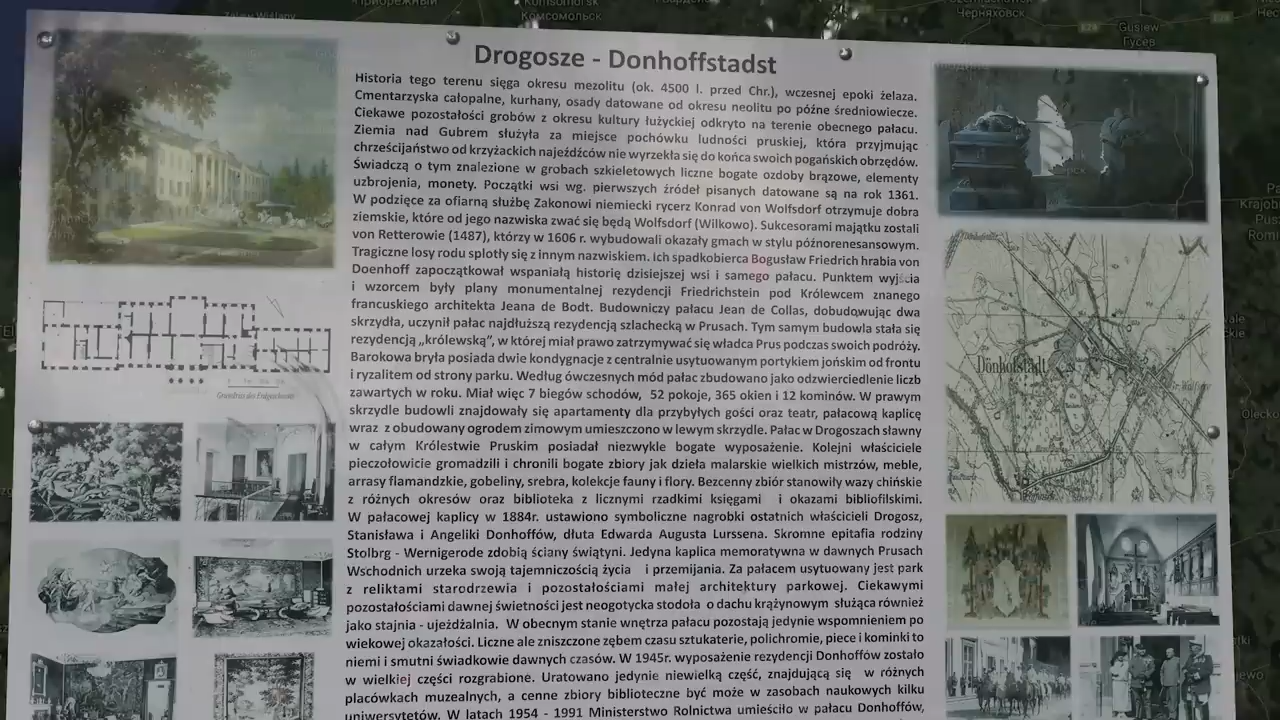 Drogosze - Donhoffstadst
Historia tego terenu sięga okresu mezolitu (ok. 4500 l. przed Chr.), wczesnej epoki żelaza.
Cmentarzyska całopalne, kurhany, osady datowane od okresu neolitu po późne średniowiecze.
Ciekawe pozostałości grobów z okresu kultury łużyckiej odkryto na terenie obecnego pałacu.
Ziemia nad Gubrem służyła za miejsce pochówku ludności pruskiej, która przyjmując
chrześcijaństwo od krzyżackich najeźdźców nie wyrzekła się do końca swoich pogańskich obrzędów.
Świadczą o tym znalezione w grobach szkieletowych liczne bogate ozdoby brązowe, elementy
uzbrojenia, monety. Początki wsi wg. pierwszych źródeł pisanych datowane są na rok 1361.
W podzięce za ofiarną służbę Zakonowi niemiecki rycerz Konrad von Wolfsdorf otrzymuje dobra
ziemskie, które od jego nazwiska zwać się będą Wolfsdorf (Wilkowo). Sukcesorami majątku zostali
von Retterowie (1487), którzy w 1606 r. wybudowali okazały gmach w stylu późnorenesansowym.
Tragiczne losy rodu splotły się z innym nazwiskiem. Ich spadkobierca Bogusław Friedrich hrabia von
Doenhoff zapoczątkował wspaniałą historię dzisiejszej wsi i samego pałacu. Punktem wyjścia
i wzorcem były plany monumentalnej rezydencji Friedrichstein pod Królewcem znanego
francuskiego architekta Jeana de Bodt. Budowniczy pałacu Jean de Collas, dobudowując dwa
skrzydła, uczynił pałac najdłuższą rezydencją szlachecką w Prusach. Tym samym budowla stała się
rezydencją „królewską”, w której miał prawo zatrzymywać się władca Prus podczas swoich podróży.
Barokowa bryła posiada dwie kondygnacje z centralnie usytuowanym portykiem jońskim od frontu
i ryzalitem od strony parku. Według ówczesnych mód pałac zbudowano jako odzwierciedlenie liczb
zawartych w roku. Miał więc 7 biegów schodów, 52 pokoje, 365 okien i 12 kominów. W prawym
skrzydle budowli znajdowały się apartamenty dla przybyłych gości oraz teatr, pałacową kaplicę
wraz z obudowany ogrodem zimowym umieszczono w lewym skrzydle. Pałac w Drogoszach sławny
w całym Królestwie Pruskim posiadał niezwykle bogate wyposażenie. Kolejni właściciele
pieczołowicie gromadzili i chronili bogate zbiory jak dzieła malarskie wielkich mistrzów, meble,
arrasy flamandzkie, gobeliny, srebra, kolekcje fauny i flory. Bezcenny zbiór stanowiły wazy chińskie
z różnych okresów oraz biblioteka z licznymi rzadkimi księgami i okazami bibliofilskimi.
W pałacowej kaplicy w 1884r. ustawiono symboliczne nagrobki ostatnich właścicieli Drogosz,
Stanisława i Angeliki Donhoffów, dłuta Edwarda Augusta Lurssena. Skromne epitafia rodziny
Stolbrg - Wernigerode zdobią ściany świątyni. Jedyna kaplica memoratywna w dawnych Prusach
Wschodnich urzeka swoją tajemniczością życia i przemijania. Za pałacem usytuowany jest park
z reliktami starodrzewia i pozostałościami małej architektury parkowej. Ciekawymi
pozostałościami dawnej świetności jest neogotycka stodoła o dachu krążynowym służąca również
jako stajnia - ujeżdżalnia. W obecnym stanie wnętrza pałacu pozostają jedynie wspomnieniem po
wiekowej okazałości. Liczne ale zniszczone zębem czasu sztukaterie, polichromie, piece i kominki to
niemi i smutni świadkowie dawnych czasów. W 1945r. wyposażenie rezydencji Donhoffów zostało
w wielkiej części rozgrabione. Uratowano jedynie niewielką część, znajdującą się w różnych
placówkach muzealnych, a cenne zbiory biblioteczne być może w zasobach naukowych kilku
uniwersytetów. W latach 1954 - 1991 Ministerstwo Rolnictwa umieściło w pałacu Donhoffów,
Grundriss des Erdgeschosses
Dönhofstädt
Комсомольск
Черняховск
Gusiew
Гусев